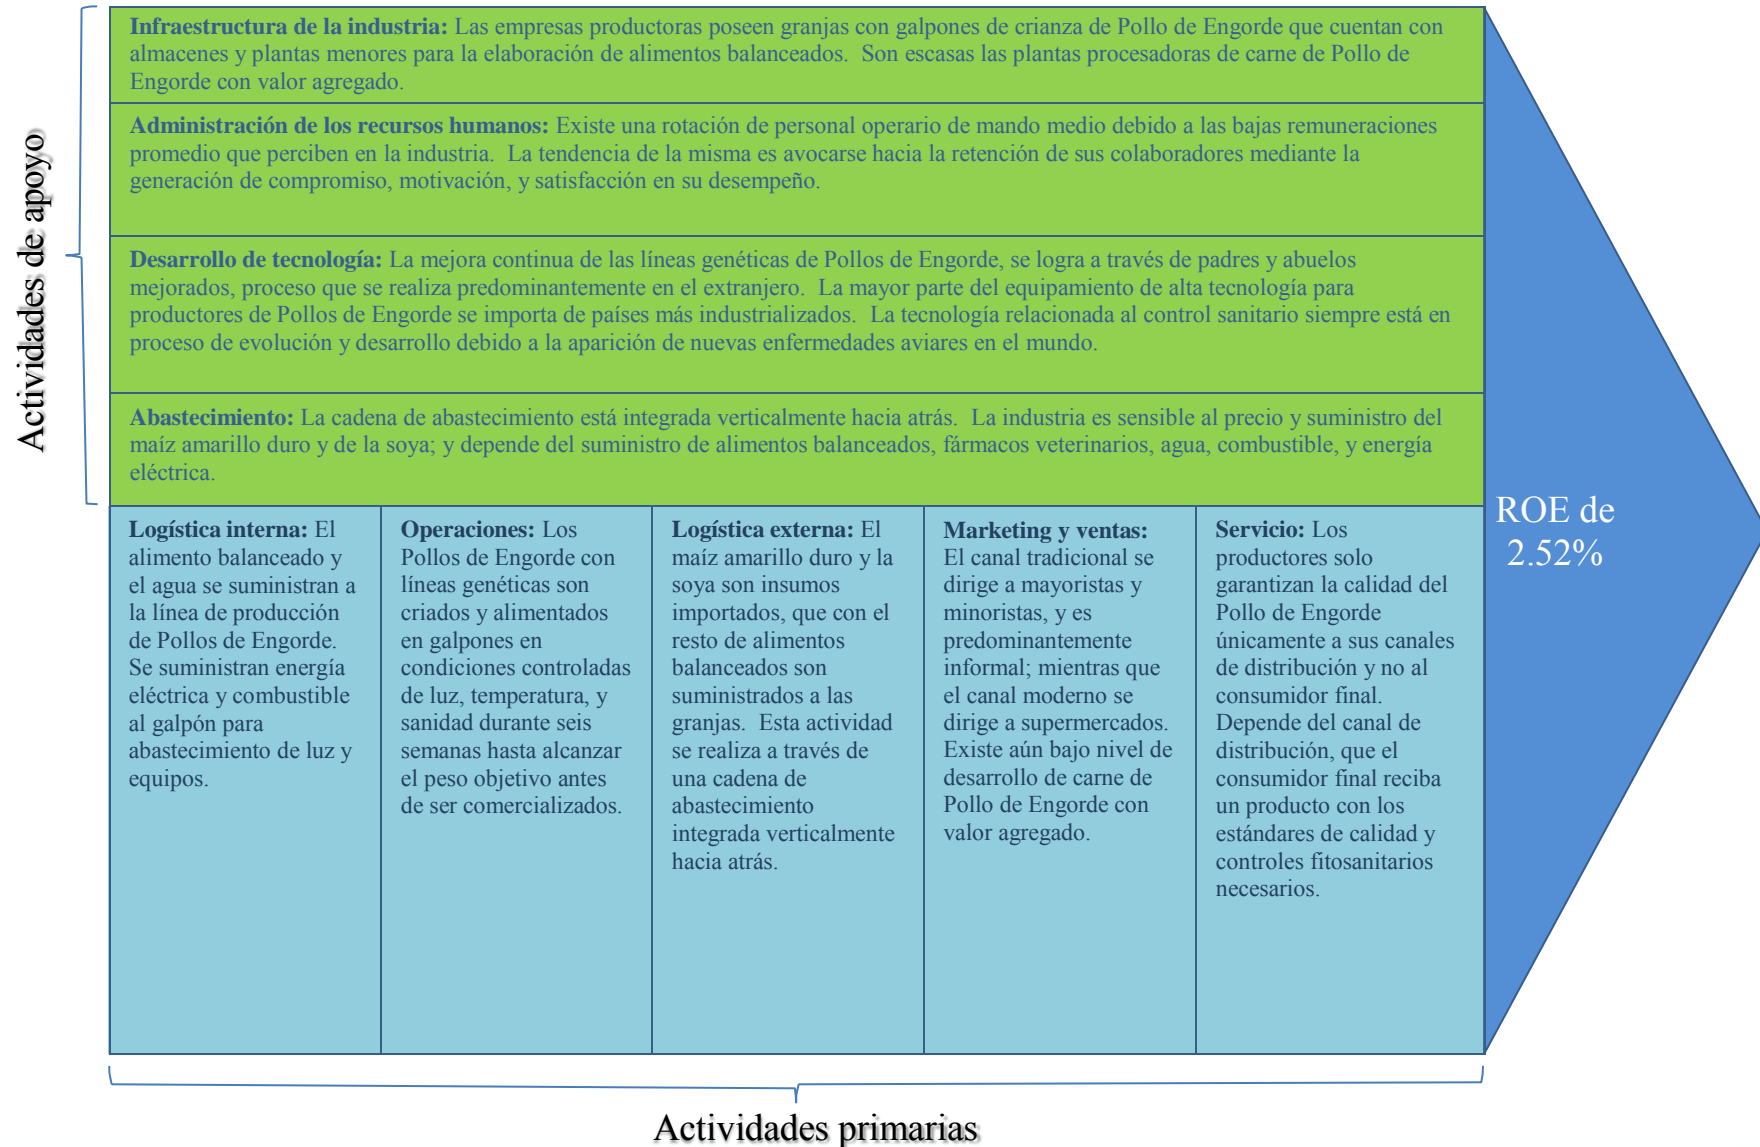 Actividades de apoyo
Infraestructura de la industria: Las empresas productoras poseen granjas con galpones de crianza de Pollo de Engorde que cuentan con
almacenes y plantas menores para la elaboración de alimentos balanceados. Son escasas las plantas procesadoras de carne de Pollo de
Engorde con valor agregado.
Administración de los recursos humanos: Existe una rotación de personal operario de mando medio debido a las bajas remuneraciones
promedio que perciben en la industria. La tendencia de la misma es avocarse hacia la retención de sus colaboradores mediante la
generación de compromiso, motivación, y satisfacción en su desempeño.
Desarrollo de tecnología: La mejora continua de las líneas genéticas de Pollos de Engorde, se logra a través de padres y abuelos
mejorados, proceso que se realiza predominantemente en el extranjero. La mayor parte del equipamiento de alta tecnología para
productores de Pollos de Engorde se importa de países más industrializados. La tecnología relacionada al control sanitario siempre está en
proceso de evolución y desarrollo debido a la aparición de nuevas enfermedades aviares en el mundo.
Abastecimiento: La cadena de abastecimiento está integrada verticalmente hacia atrás. La industria es sensible al precio y suministro del
maíz amarillo duro y de la soya; y depende del suministro de alimentos balanceados, fármacos veterinarios, agua, combustible, y energía
eléctrica.
Logística interna: El
alimento balanceado y
el agua se suministran a
la línea de producción
de Pollos de Engorde.
Se suministran energía
eléctrica y combustible
al galpón para
abastecimiento de luz y
equipos.
Operaciones: Los
Pollos de Engorde con
líneas genéticas son
criados y alimentados
en galpones en
condiciones controladas
de luz, temperatura, y
sanidad durante seis
semanas hasta alcanzar
el peso objetivo antes
de ser comercializados.
Logística externa: El
maíz amarillo duro y la
soya son insumos
importados, que con el
resto de alimentos
balanceados son
suministrados a las
granjas. Esta actividad
se realiza a través de
una cadena de
abastecimiento
integrada verticalmente
hacia atrás.
Marketing y ventas:
El canal tradicional se
dirige a mayoristas y
minoristas, y es
predominantemente
informal; mientras que
el canal moderno se
dirige a supermercados.
Existe aún bajo nivel de
desarrollo de carne de
Pollo de Engorde con
valor agregado.
Servicio: Los
productores solo
garantizan la calidad del
Pollo de Engorde
únicamente a sus canales
de distribución y no al
consumidor final.
Depende del canal de
distribución, que el
consumidor final reciba
un producto con los
estándares de calidad y
controles fitosanitarios
necesarios.
ROE de
2.52%
Actividades primarias